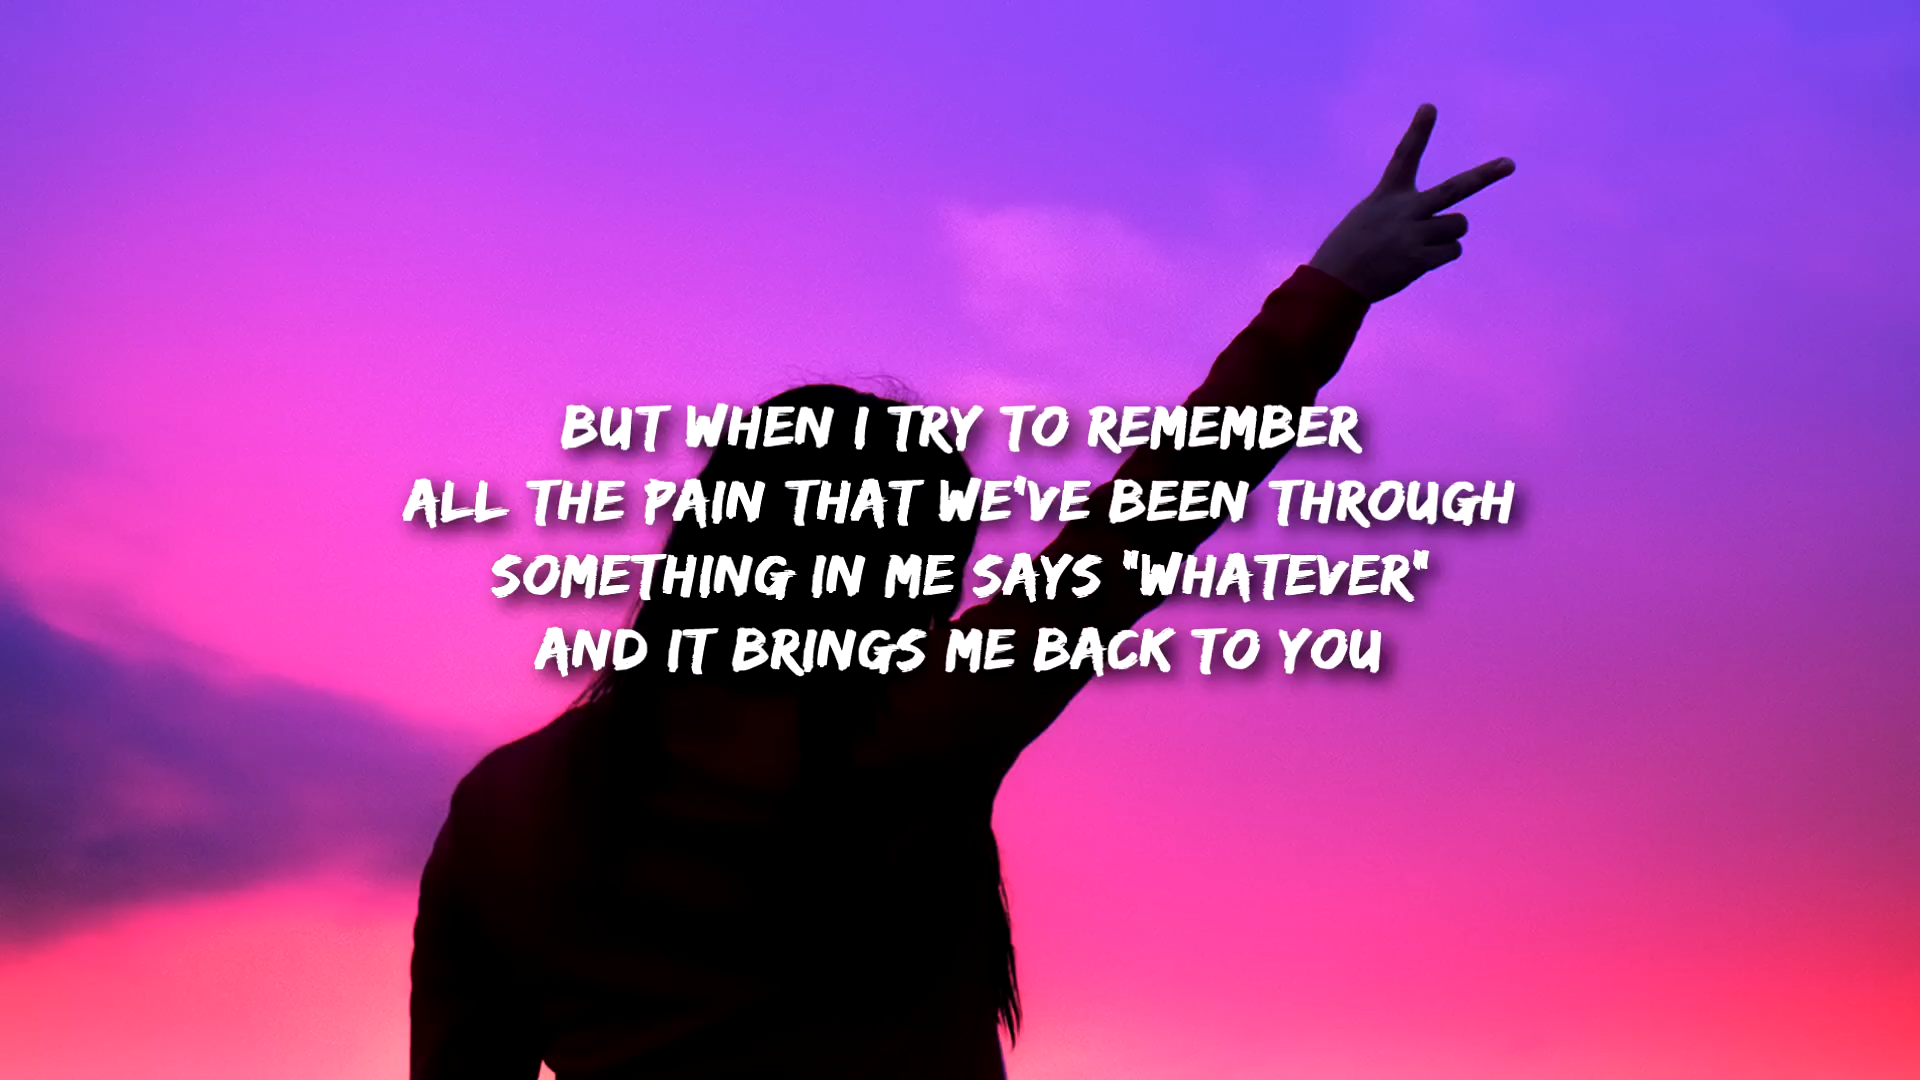 BUT WHEN I TRY TO REMEMBER
ALL THE PAIN THAT WE'VE BEEN THROUGH
SOMETHING IN ME SAYS "WHATEVER"
AND IT BRINGS ME BACK TO YOU